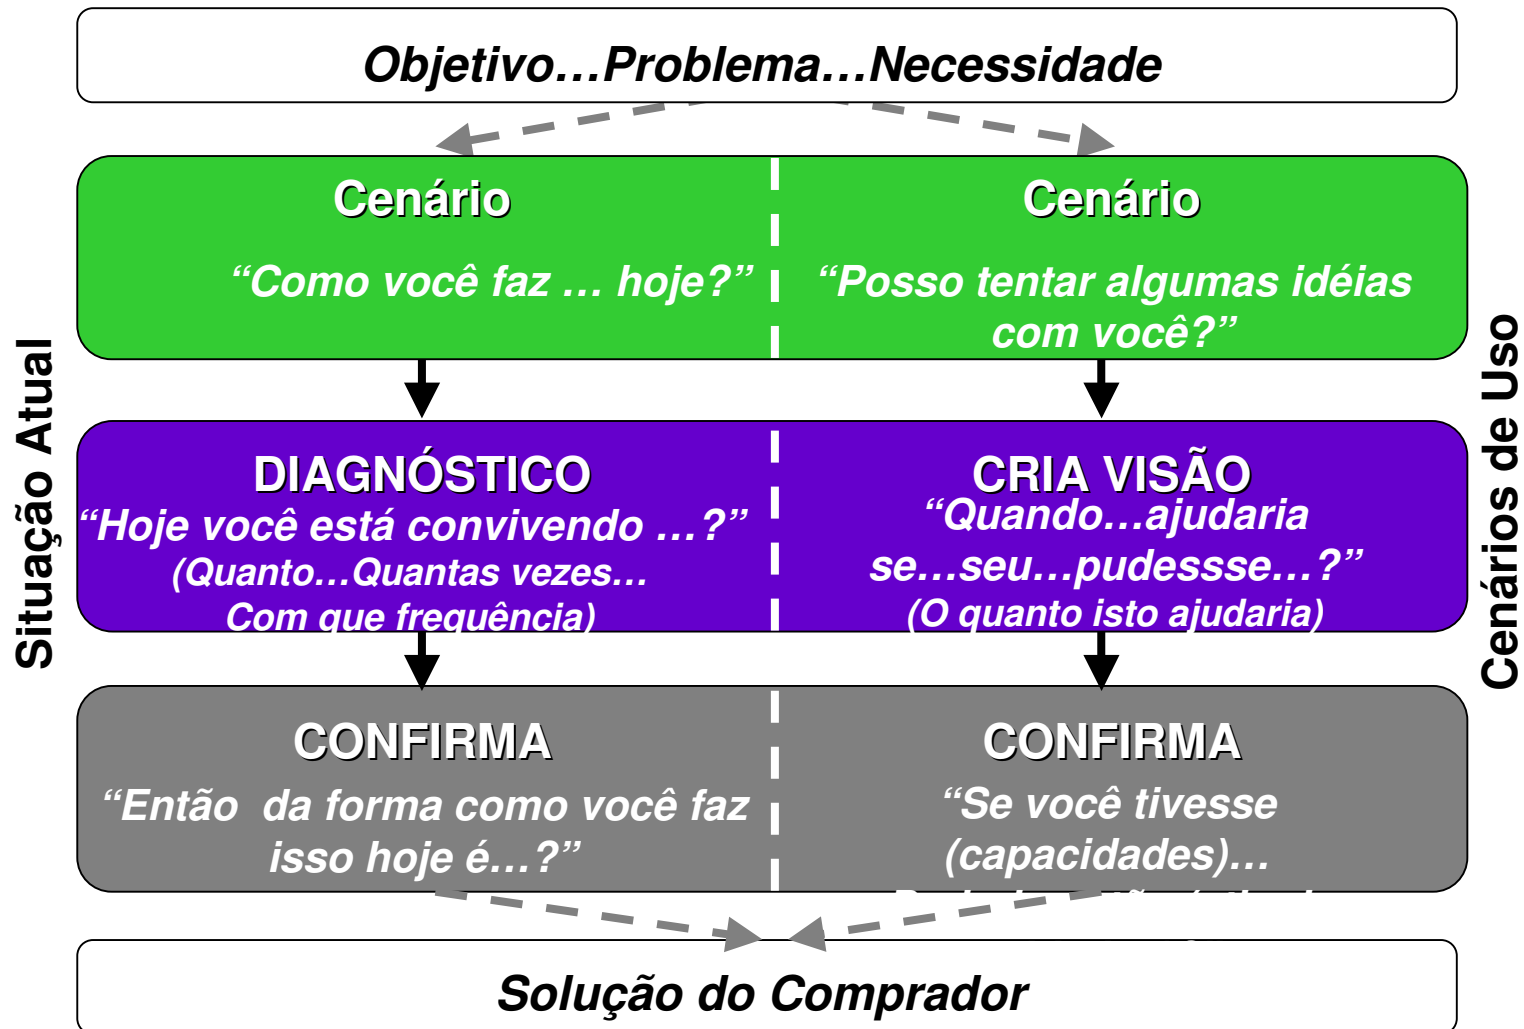 Objetivo…Problema…Necessidade
Situação Atual
Cenário
“Como você faz … hoje?”
DIAGNÓSTICO
“Hoje você está convivendo …?”
(Quanto…Quantas vezes…
Com que frequência)
CONFIRMA
“Então  da forma como você faz
isso hoje é…?”
Cenário
“Posso tentar algumas idéias
com você?”
CRIA VISÃO
“Quando…ajudaria
se…seu…pudessse…?”
(O quanto isto ajudaria)
CONFIRMA
“Se você tivesse
(capacidades)…
Cenários de Uso
Solução do Comprador